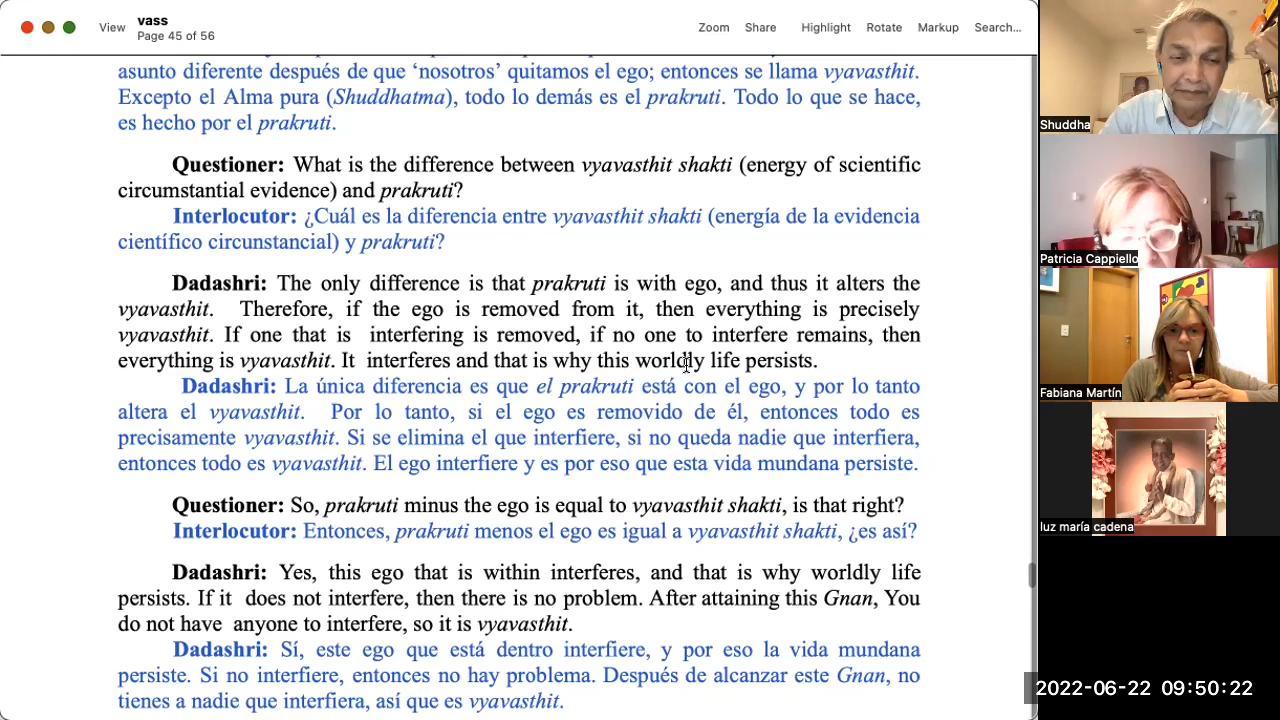 View
vass
Page 45 of 56
Zoom
Share
Highlight
Rotate
Markup
Search...
asunto diferente después de que ‘nosotros’ quitamos el ego; entonces se llama vyavasthit.
Excepto el Alma pura (Shuddhatma), todo lo demás es el prakruti. Todo lo que se hace,
es hecho por el prakruti.
Questioner: What is the difference between vyavasthit shakti (energy of scientific
circumstantial evidence) and prakruti?
Interlocutor: ¿Cuál es la diferencia entre vyavasthit shakti (energía de la evidencia
científico circunstancial) y prakruti?
Dadashri: The only difference is that prakruti is with ego, and thus it alters the
vyavasthit. Therefore, if the ego is removed from it, then everything is precisely
vyavasthit. If one that is interfering is removed, if no one to interfere remains, then
everything is vyavasthit. It interferes and that is why this worldly life persists.
Dadashri: La única diferencia es que el prakruti está con el ego, y por lo tanto
altera el vyavasthit. Por lo tanto, si el ego es removido de él, entonces todo es
precisamente vyavasthit. Si se elimina el que interfiere, si no queda nadie que interfiera,
entonces todo es vyavasthit. El ego interfiere y es por eso que esta vida mundana persiste.
Questioner: So, prakruti minus the ego is equal to vyavasthit shakti, is that right?
Interlocutor: Entonces, prakruti menos el ego es igual a vyavasthit shakti, ¿es así?
Dadashri: Yes, this ego that is within interferes, and that is why worldly life
persists. If it does not interfere, then there is no problem. After attaining this Gnan, You
do not have anyone to interfere, so it is vyavasthit.
Dadashri: Sí, este ego que está dentro interfiere, y por eso la vida mundana
persiste. Si no interfiere, entonces no hay problema. Después de alcanzar este Gnan, no
tienes a nadie que interfiera, así que es vyavasthit.
Shuddha
Patricia Cappiello
Fabiana Martín
luz maría cadena
2022-06-22 09:50:22